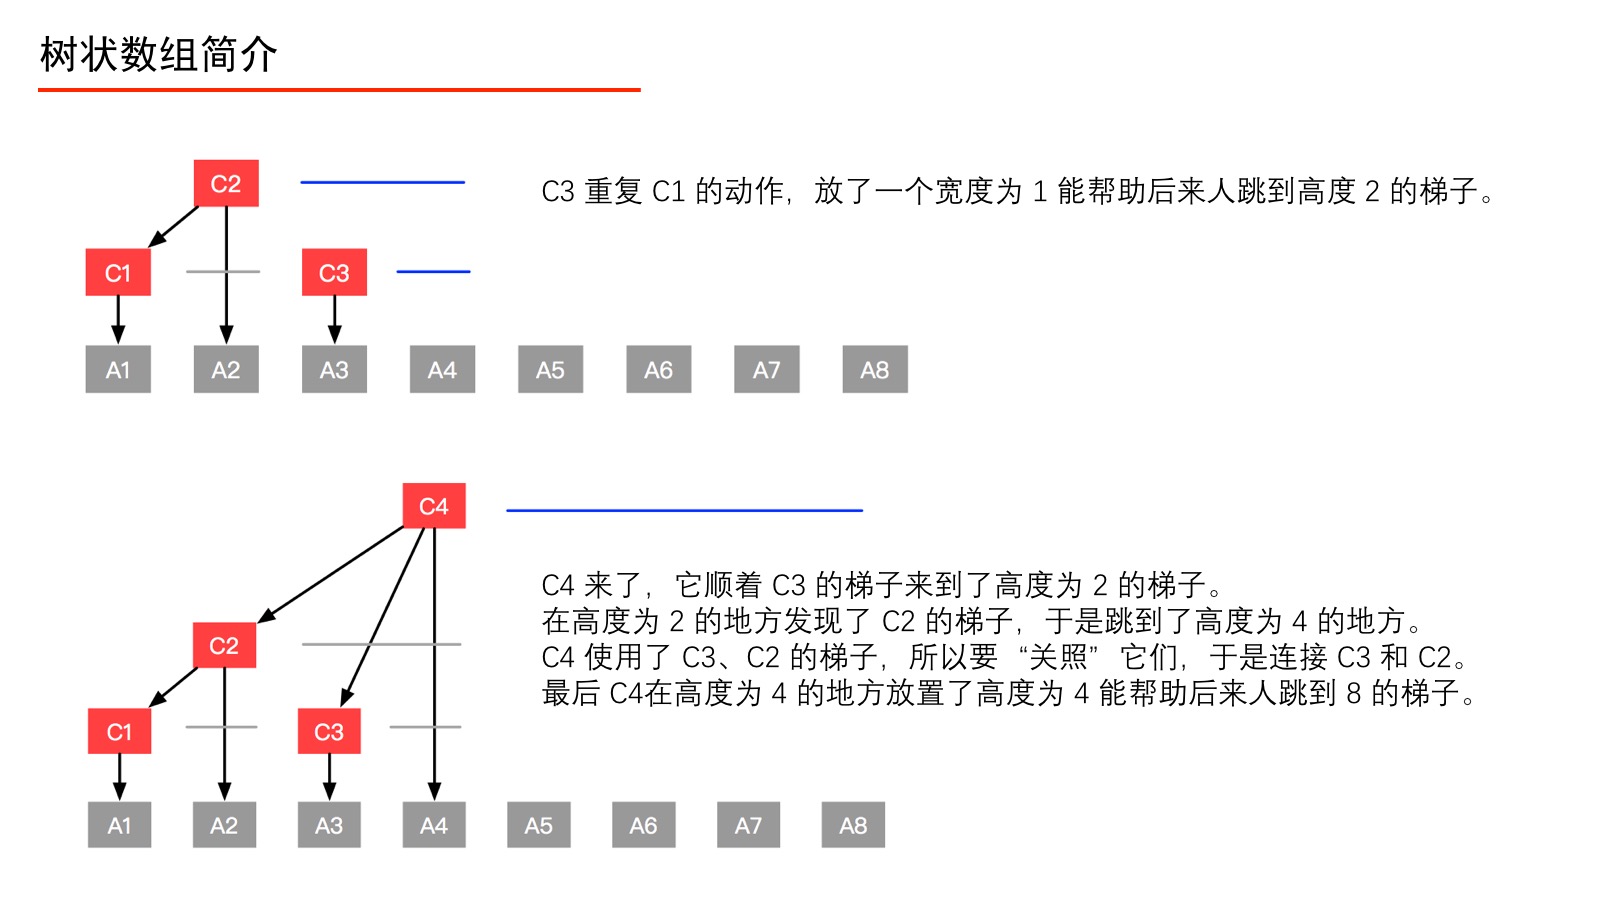 树状数组简介
C2
C3 重复 C1 的动作，放了一个宽度为 1 能帮助后来人跳到高度 2 的梯子。
C1 C3
A1 A2 A3 A4 A5 A6 A7 A8
C4
C4 来了，它顺着 C3 的梯子来到了高度为 2 的梯子。
在高度为 2 的地方发现了 C2 的梯子，于是跳到了高度为 4 的地方。
C2
C4 使用了 C3、C2 的梯子，所以要 “关照” 它们，于是连接 C3 和 C2。
最后 C4在高度为 4 的地方放置了高度为 4 能帮助后来人跳到 8 的梯子。
C1 C3
A1 A2 A3 A4 A5 A6 A7 A8